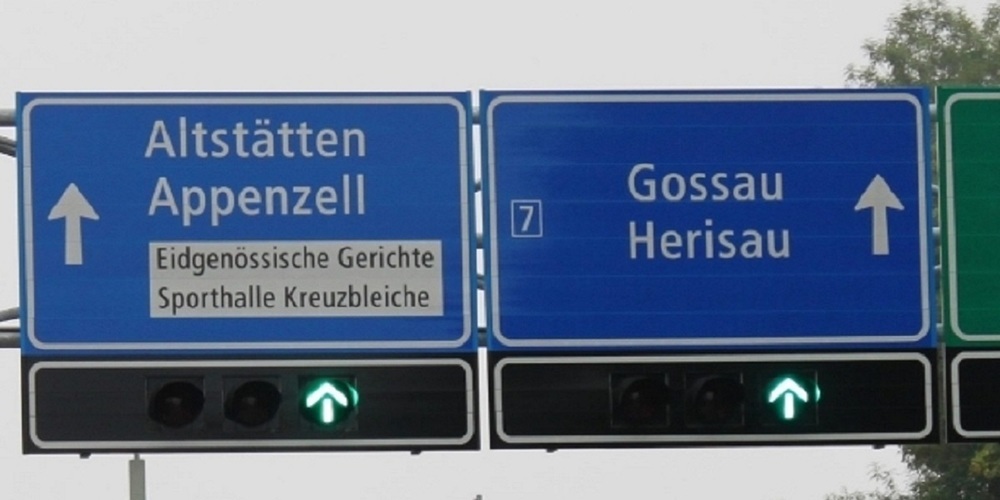 Altstätten
Appenzell
Eidgenössische Gerichte
Sporthalle Kreuzbleiche
7
Gossau
Herisau